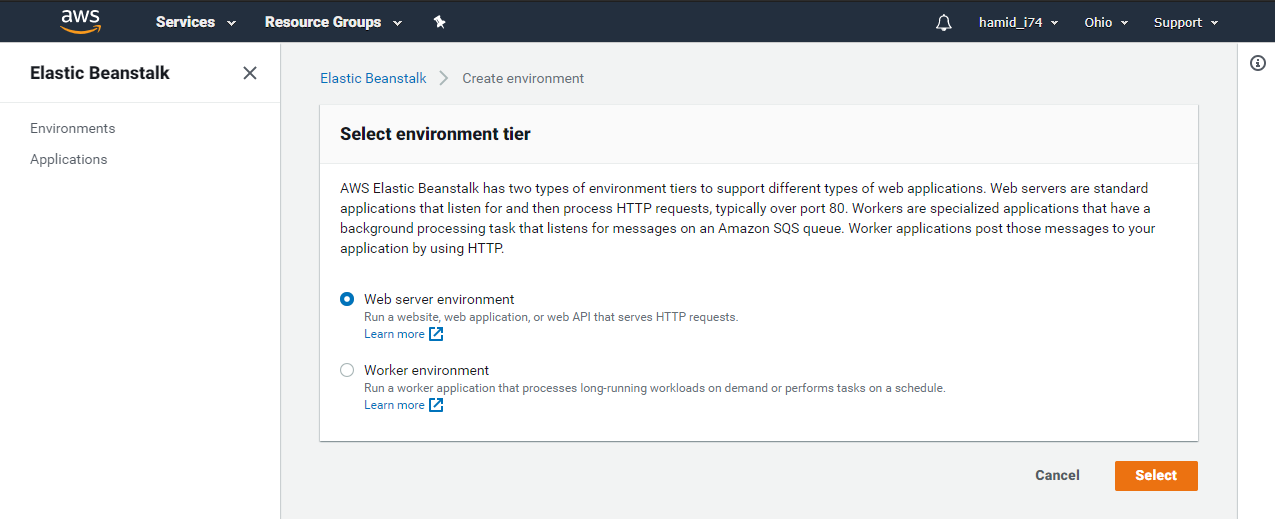 aws Services Resource Groups hamid_i74 Ohio Support
Elastic Beanstalk
Environments
Applications
Elastic Beanstalk Create environment
Select environment tier
AWS Elastic Beanstalk has two types of environment tiers to support different types of web applications. Web servers are standard
applications that listen for and then process HTTP requests, typically over port 80. Workers are specialized applications that have a
background processing task that listens for messages on an Amazon SQS queue. Worker applications post those messages to your
application by using HTTP.
Web server environment
Run a website, web application, or web API that serves HTTP requests.
Learn more
Worker environment
Run a worker application that processes long-running workloads on demand or performs tasks on a schedule.
Learn more
Cancel Select